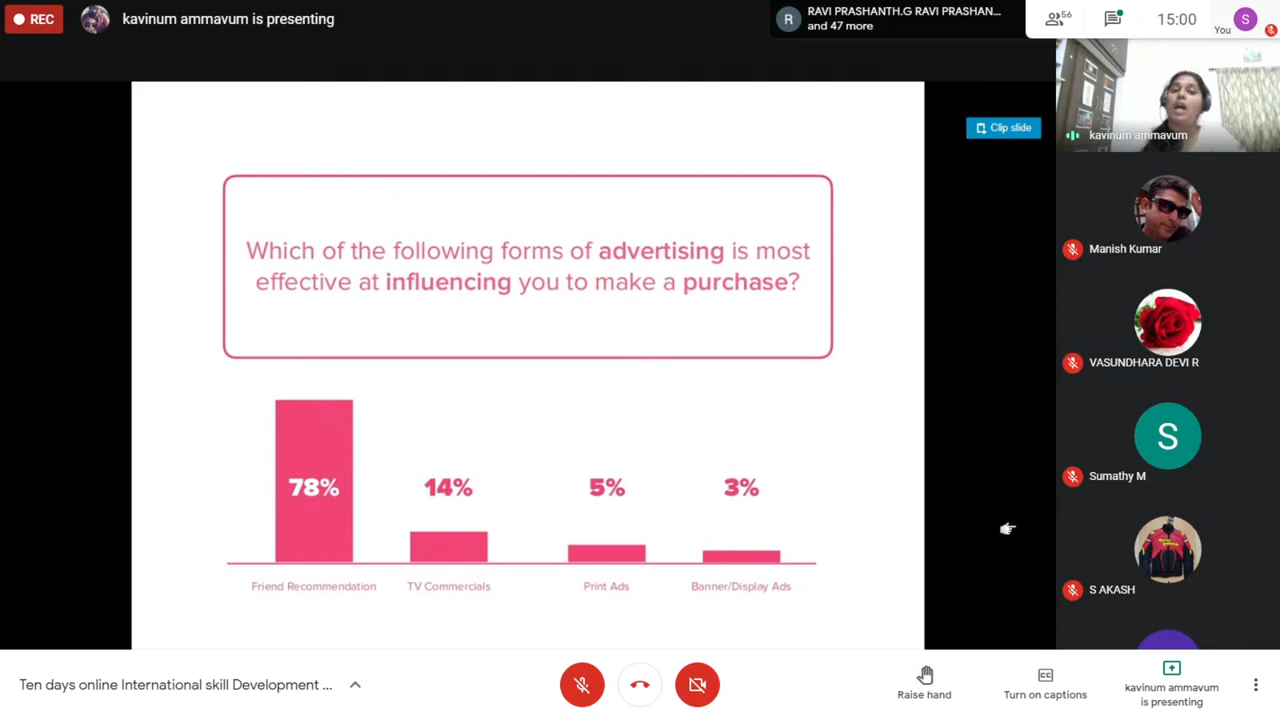 REC
kavinum ammavum is presenting
R
RAVI PRASHANTH.G RAVI PRASHAN...
and 47 more
56
15:00
You
S
Clip slide
kavinum ammavum
Which of the following forms of advertising is most
effective at influencing you to make a purchase?
Manish Kumar
VASUNDHARA DEVI R
S
Sumathy M
S AKASH
78%
14%
5%
3%
Friend Recommendation
TV Commercials
Print Ads
Banner/Display Ads
Ten days online International skill Development ...
Raise hand
Turn on captions
kavinum ammavum
is presenting